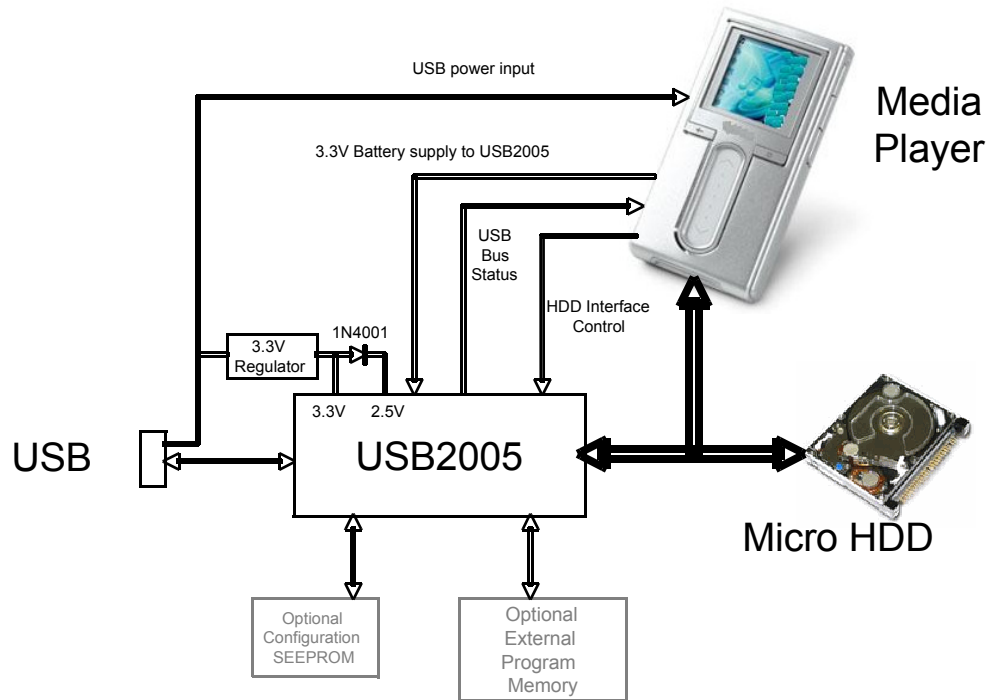 USB power input
Media
Player
3.3V Battery supply to USB2005
USB
Bus
Status
HDD Interface
Control
1N4001
3.3V
Regulator
3.3V
2.5V
USB
USB2005
Micro HDD
Optional
Configuration
SEEPROM
Optional
External
Program
Memory